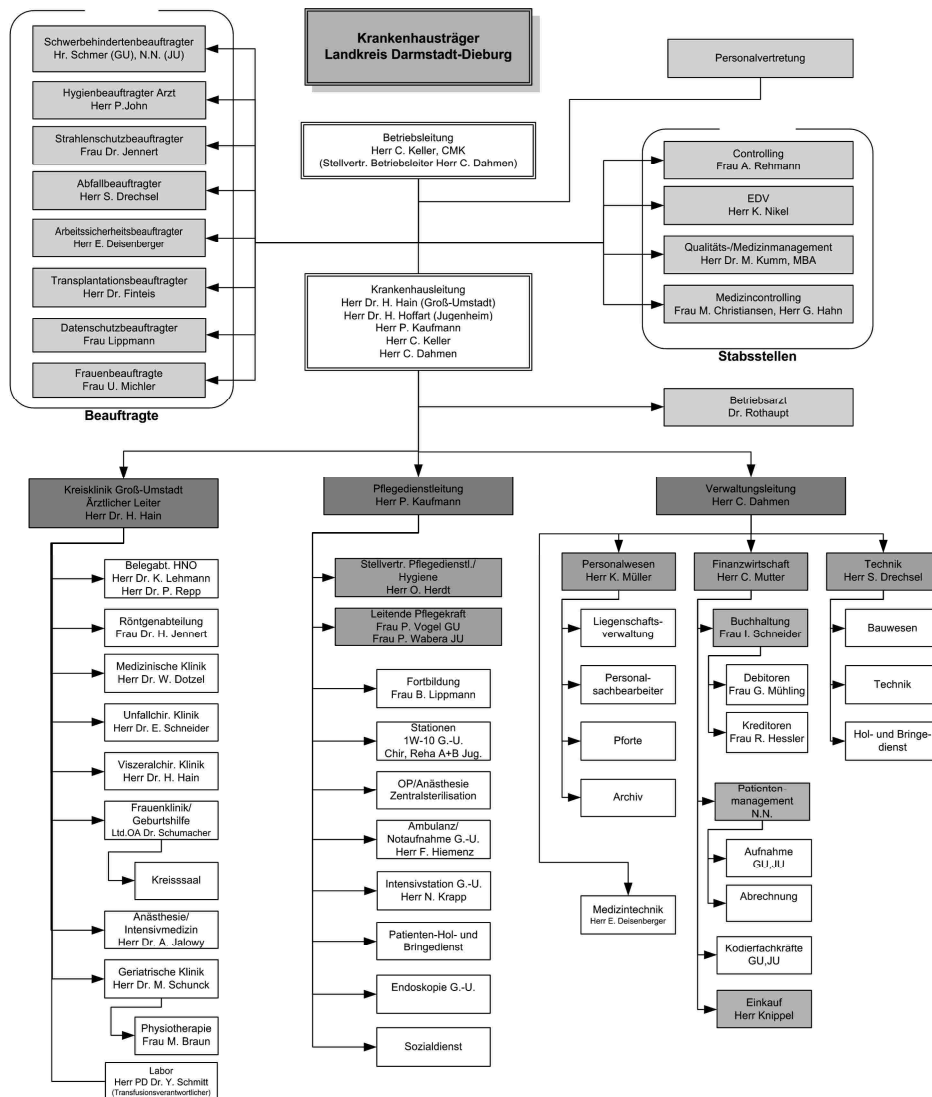 Krankenhausträger
Landkreis Darmstadt-Dieburg
Personalvertretung
Schwerbehindertenbeauftragter
Hr. Schmer (GU), N.N. (JU)
Hygienbeauftragter Arzt
Herr P.John
Strahlenschutzbeauftragter
Frau Dr. Jennert
Abfallbeauftragter
Herr S. Drechsel
Arbeitssicherheitsbeauftragter
Herr E. Deisenberger
Transplantationsbeauftragter
Herr Dr. Finteis
Datenschutzbeauftragter
Frau Lippmann
Frauenbeauftragte
Frau U. Michler
Beauftragte
Betriebsleitung
Herr C. Keller, CMK
(Stellvertr. Betriebsleiter Herr C. Dahmen)
Krankenhausleitung
Herr Dr. H. Hain (Groß-Umstadt)
Herr Dr. H. Hoffart (Jugenheim)
Herr P. Kaufmann
Herr C. Keller
Herr C. Dahmen
Controlling
Frau A. Rehmann
EDV
Herr K. Nikel
Qualitäts-/Medizinmanagement
Herr Dr. M. Kumm, MBA
Medizincontrolling
Frau M. Christiansen, Herr G. Hahn
Stabsstellen
Betriebsarzt
Dr. Rothaupt
Kreisklinik Groß-Umstadt
Ärztlicher Leiter
Herr Dr. H. Hain
Belegabt. HNO
Herr Dr. K. Lehmann
Herr Dr. P. Repp
Röntgenabteilung
Frau Dr. H. Jennert
Medizinische Klinik
Herr Dr. W. Dotzel
Unfallchir. Klinik
Herr Dr. E. Schneider
Viszeralchir. Klinik
Herr Dr. H. Hain
Frauenklinik/
Geburtshilfe
Ltd.OA Dr. Schumacher
Kreisssaal
Anästhesie/
Intensivmedizin
Herr Dr. A. Jalowy
Geriatrische Klinik
Herr Dr. M. Schunck
Physiotherapie
Frau M. Braun
Labor
Herr PD Dr. Y. Schmitt
(Transfusionsverantwortlicher)
Pflegedienstleitung
Herr P. Kaufmann
Stellvertr. Pflegedienstl./
Hygiene
Herr O. Herdt
Leitende Pflegekraft
Frau P. Vogel GU
Frau P. Wabera JU
Fortbildung
Frau B. Lippmann
Stationen
1W-10 G.-U.
Chir, Reha A+B Jug.
OP/Anästhesie
Zentralsterilisation
Ambulanz/
Notaufnahme G.-U.
Herr F. Hiemenz
Intensivstation G.-U.
Herr N. Krapp
Patienten-Hol- und
Bringedienst
Endoskopie G.-U.
Sozialdienst
Verwaltungsleitung
Herr C. Dahmen
Personalwesen
Herr K. Müller
Liegenschafts-
verwaltung
Personal-
sachbearbeiter
Pforte
Archiv
Medizintechnik
Herr E. Deisenberger
Finanzwirtschaft
Herr C. Mutter
Buchhaltung
Frau I. Schneider
Debitoren
Frau G. Mühling
Kreditoren
Frau R. Hessler
Patienten-
management
N.N.
Aufnahme
GU,JU
Abrechnung
Kodierfachkräfte
GU,JU
Einkauf
Herr Knippel
Technik
Herr S. Drechsel
Bauwesen
Technik
Hol- und Bringe-
dienst